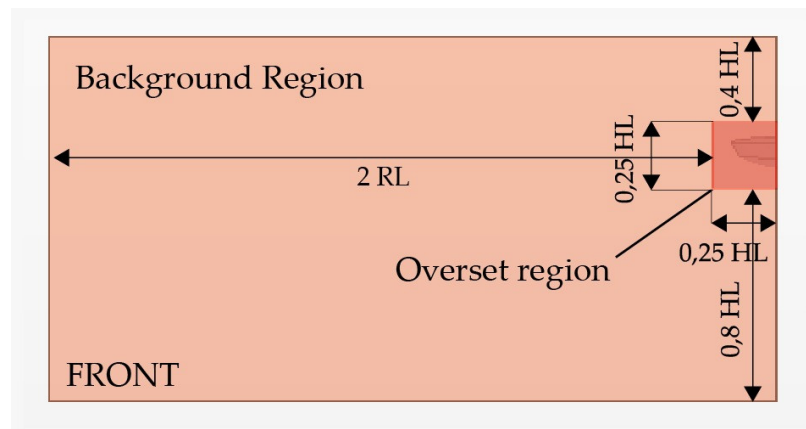 Background Region
0,4 HL
0,25 HL
2 RL
0,25 HL
Overset region
0,8 HL
FRONT